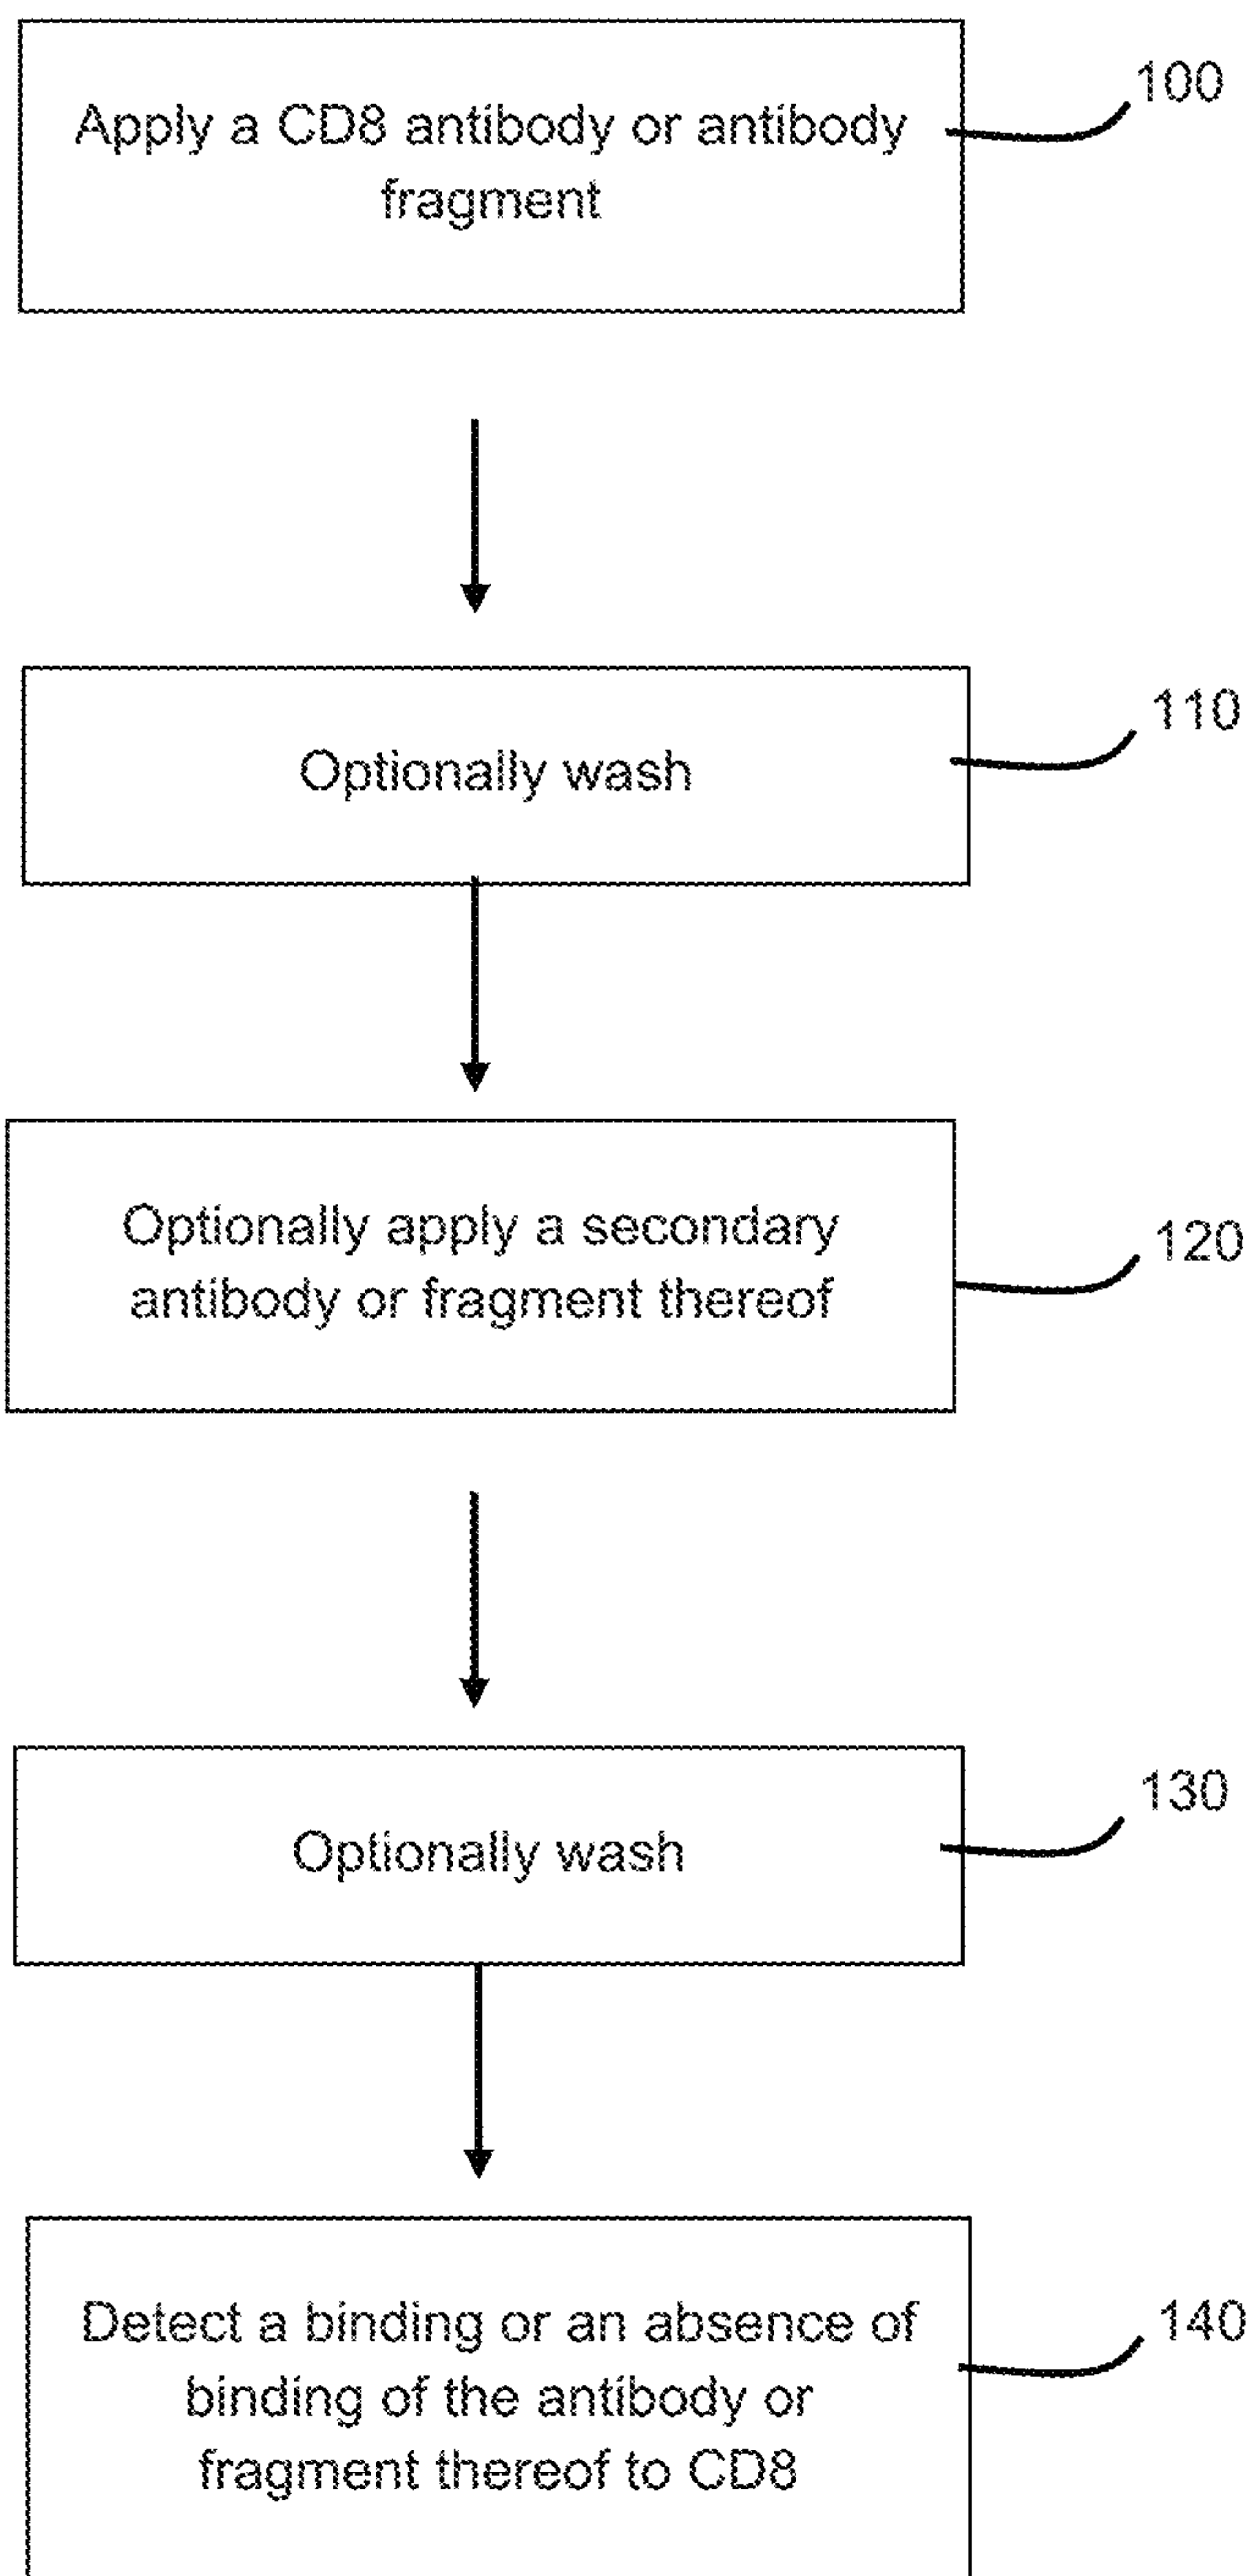 Apply a CD8 antibody or antibody
fragment
100
Optionally wash
110
Optionally apply a secondary
antibody or fragment thereof
120
Optionally wash
130
Detect a binding or an absence of
binding of the antibody or
fragment thereof to CD8
140